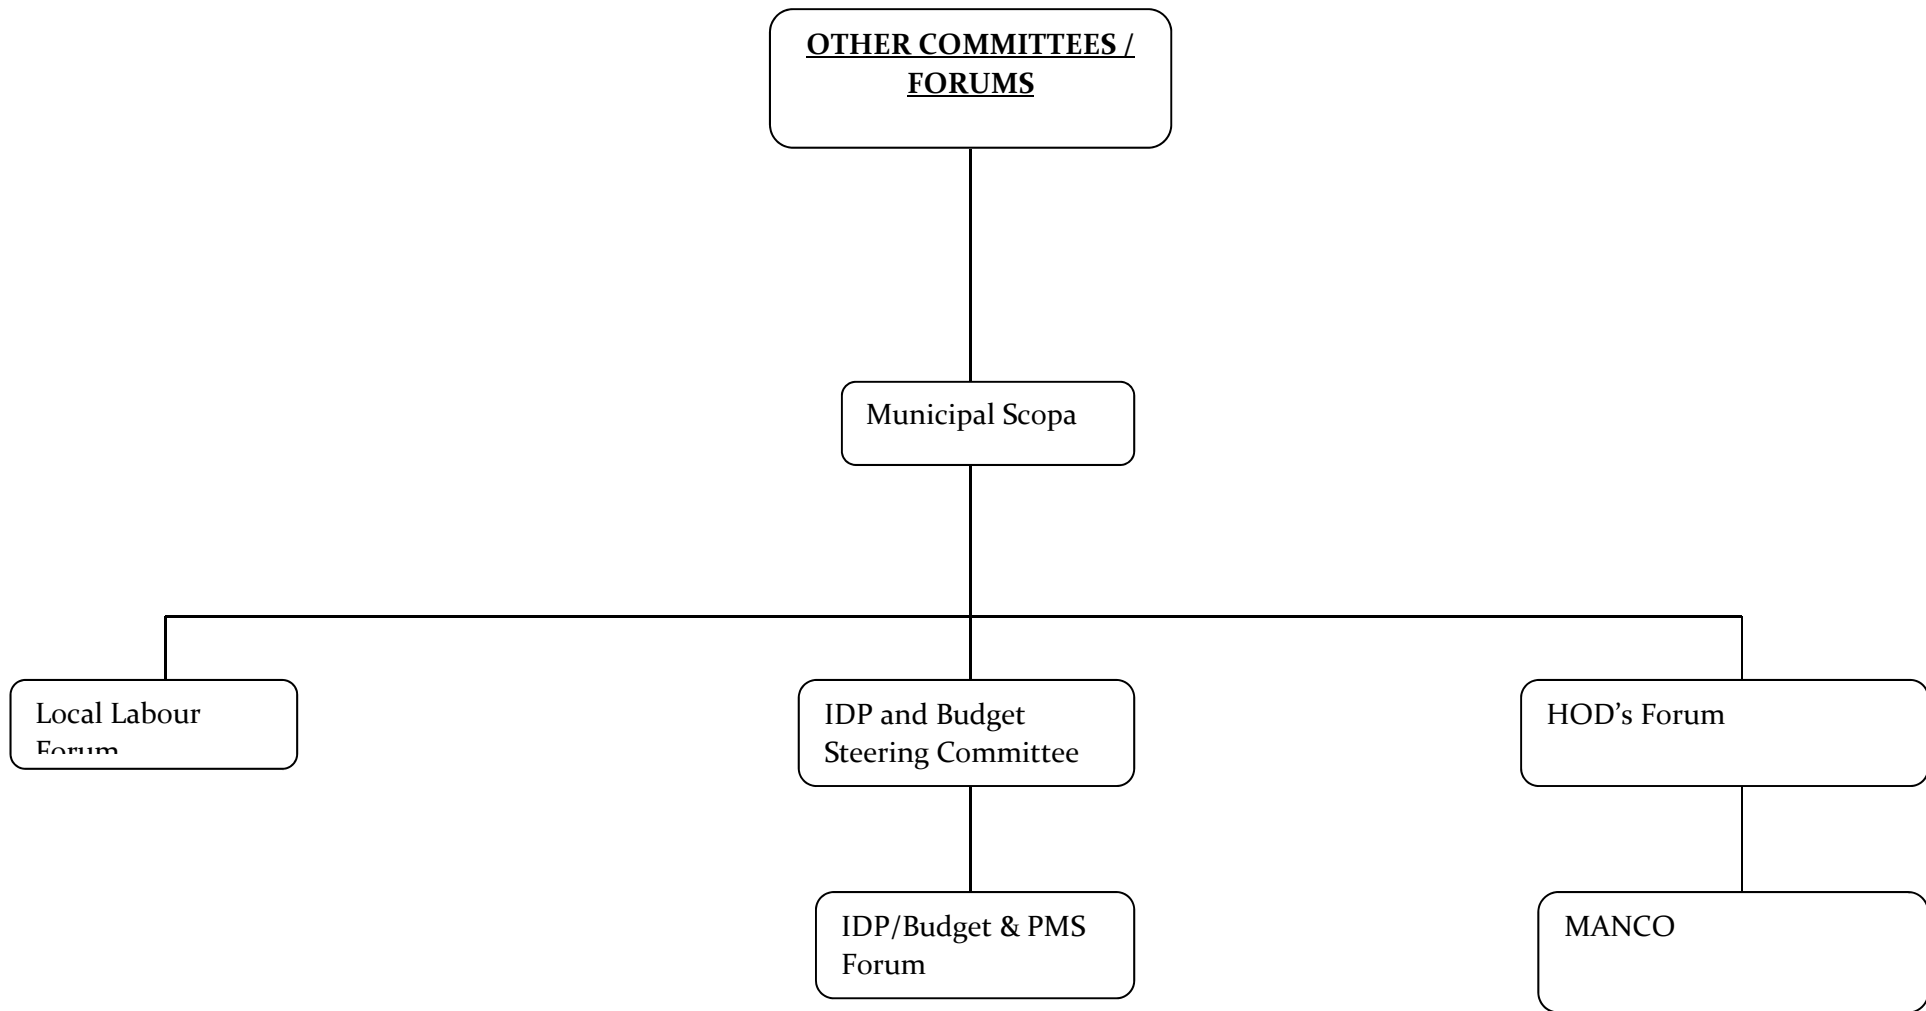 OTHER COMMITTEES /
FORUMS
Municipal Scopa
Local Labour
Forum
IDP and Budget
Steering Committee
HOD’s Forum
IDP/Budget & PMS
Forum
MANCO